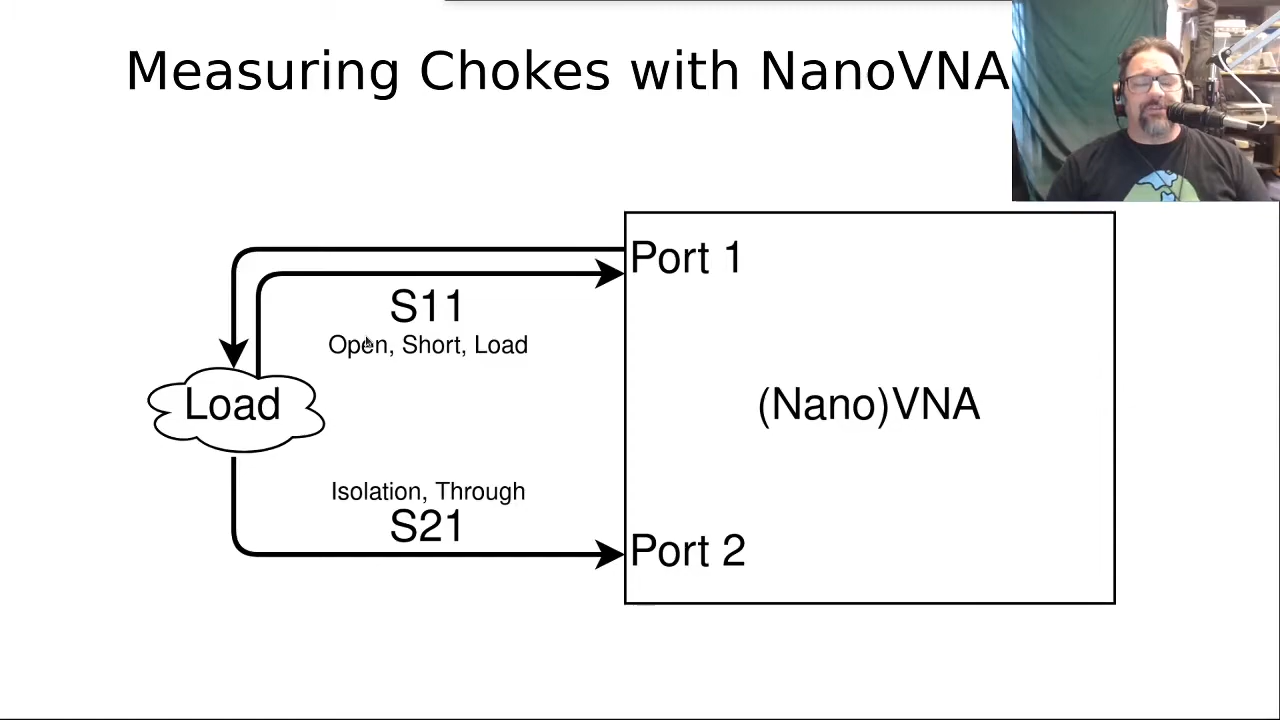 Measuring Chokes with NanoVNA
Port 1
S11
Open, Short, Load
Load
(Nano)VNA
Isolation, Through
S21
Port 2